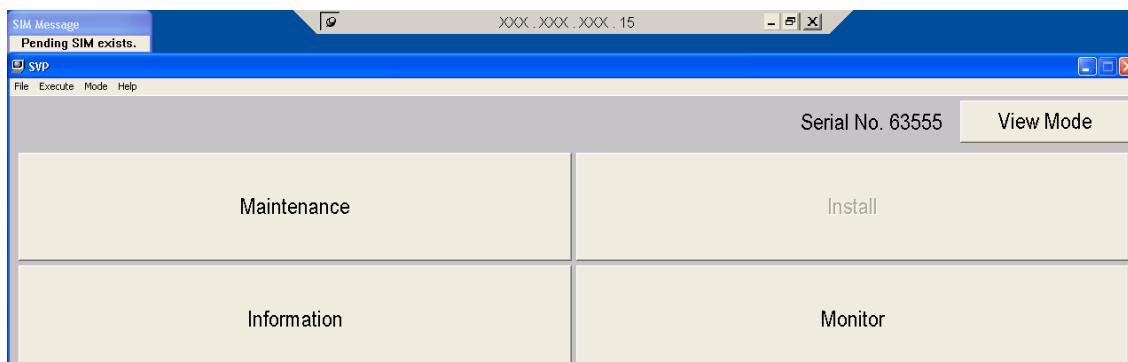 SIM Message
XXX . XXX . XXX . 15
Pending SIM exists.
SVP
File Execute Mode Help
Serial No. 63555 View Mode
Maintenance Install
Information Monitor